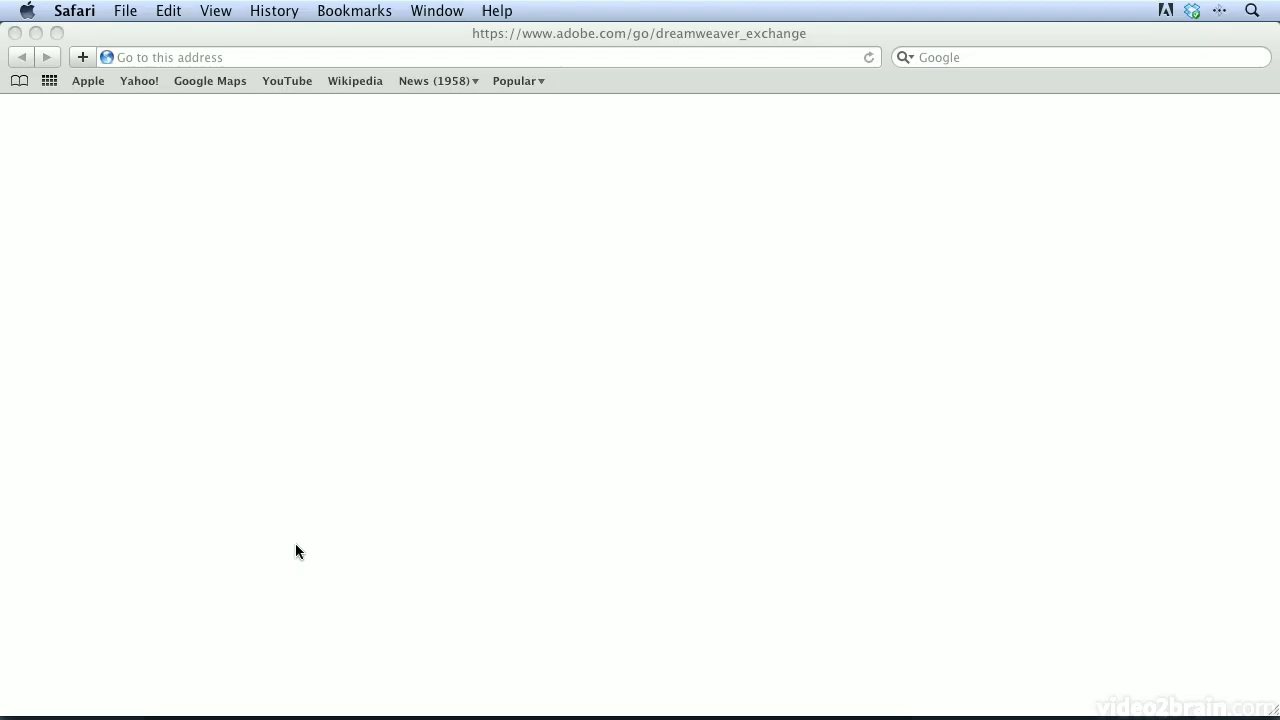 Safari File Edit View History Bookmarks Window Help
https://www.adobe.com/go/dreamweaver_exchange
Go to this address Google
Apple Yahoo! Google Maps YouTube Wikipedia News (1958) Popular
video2brain.com